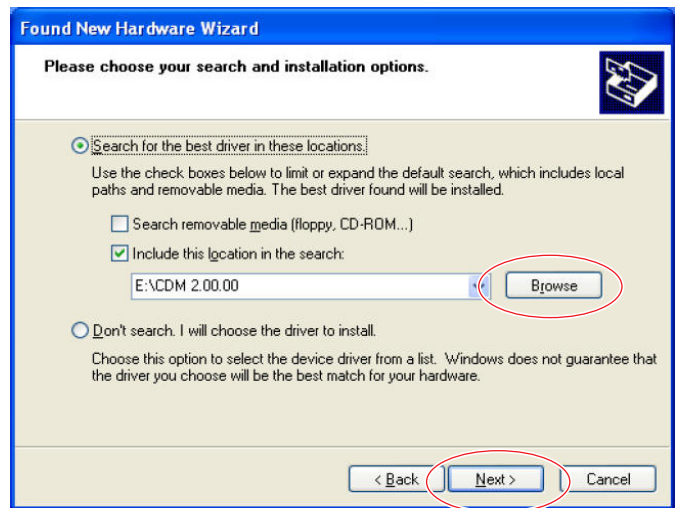 Found New Hardware Wizard
Please choose your search and installation options.
Search for the best driver in these locations.
Use the check boxes below to limit or expand the default search, which includes local
paths and removable media. The best driver found will be installed.
Search removable media (floppy, CD-ROM...)
Include this location in the search:
E:\CDM 2.00.00
Browse
Don't search. I will choose the driver to install.
Choose this option to select the device driver from a list. Windows does not guarantee that
the driver you choose will be the best match for your hardware.
< Back Next > Cancel